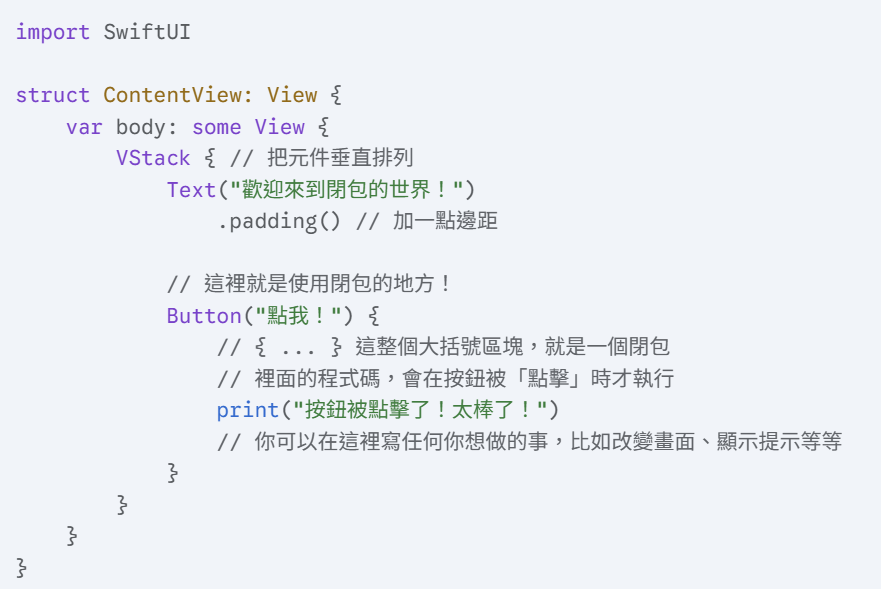 import SwiftUI
struct ContentView: View {
    var body: some View {
        VStack { // 把元件垂直排列
            Text("歡迎來到閉包的世界！")
                .padding() // 加一點邊距
            // 這裡就是使用閉包的地方！
            Button("點我！") {
                // { ... } 這整個大括號區塊，就是一個閉包
                // 裡面的程式碼，會在按鈕被「點擊」時才執行
                print("按鈕被點擊了！太棒了！")
                // 你可以在這裡寫任何你想做的事，比如改變畫面、顯示提示等等
            }
        }
    }
}